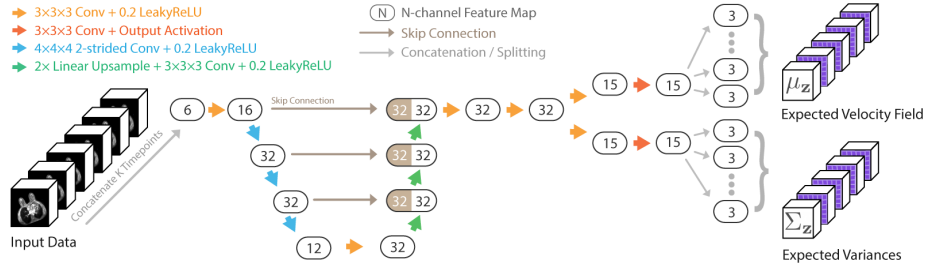 3×3×3 Conv + 0.2 LeakyReLU
3×3×3 Conv + Output Activation
4×4×4 2-strided Conv + 0.2 LeakyReLU
2× Linear Upsample + 3×3×3 Conv + 0.2 LeakyReLU
N N-channel Feature Map
Skip Connection
Concatenation / Splitting
Concatenate K Timepoints
Input Data
6 16 Skip Connection 32 32 32 32
32 32 32
32 32 32
12 32
15 15
15 15
3
3
3
3
3
3
μz
Expected Velocity Field
Σz
Expected Variances